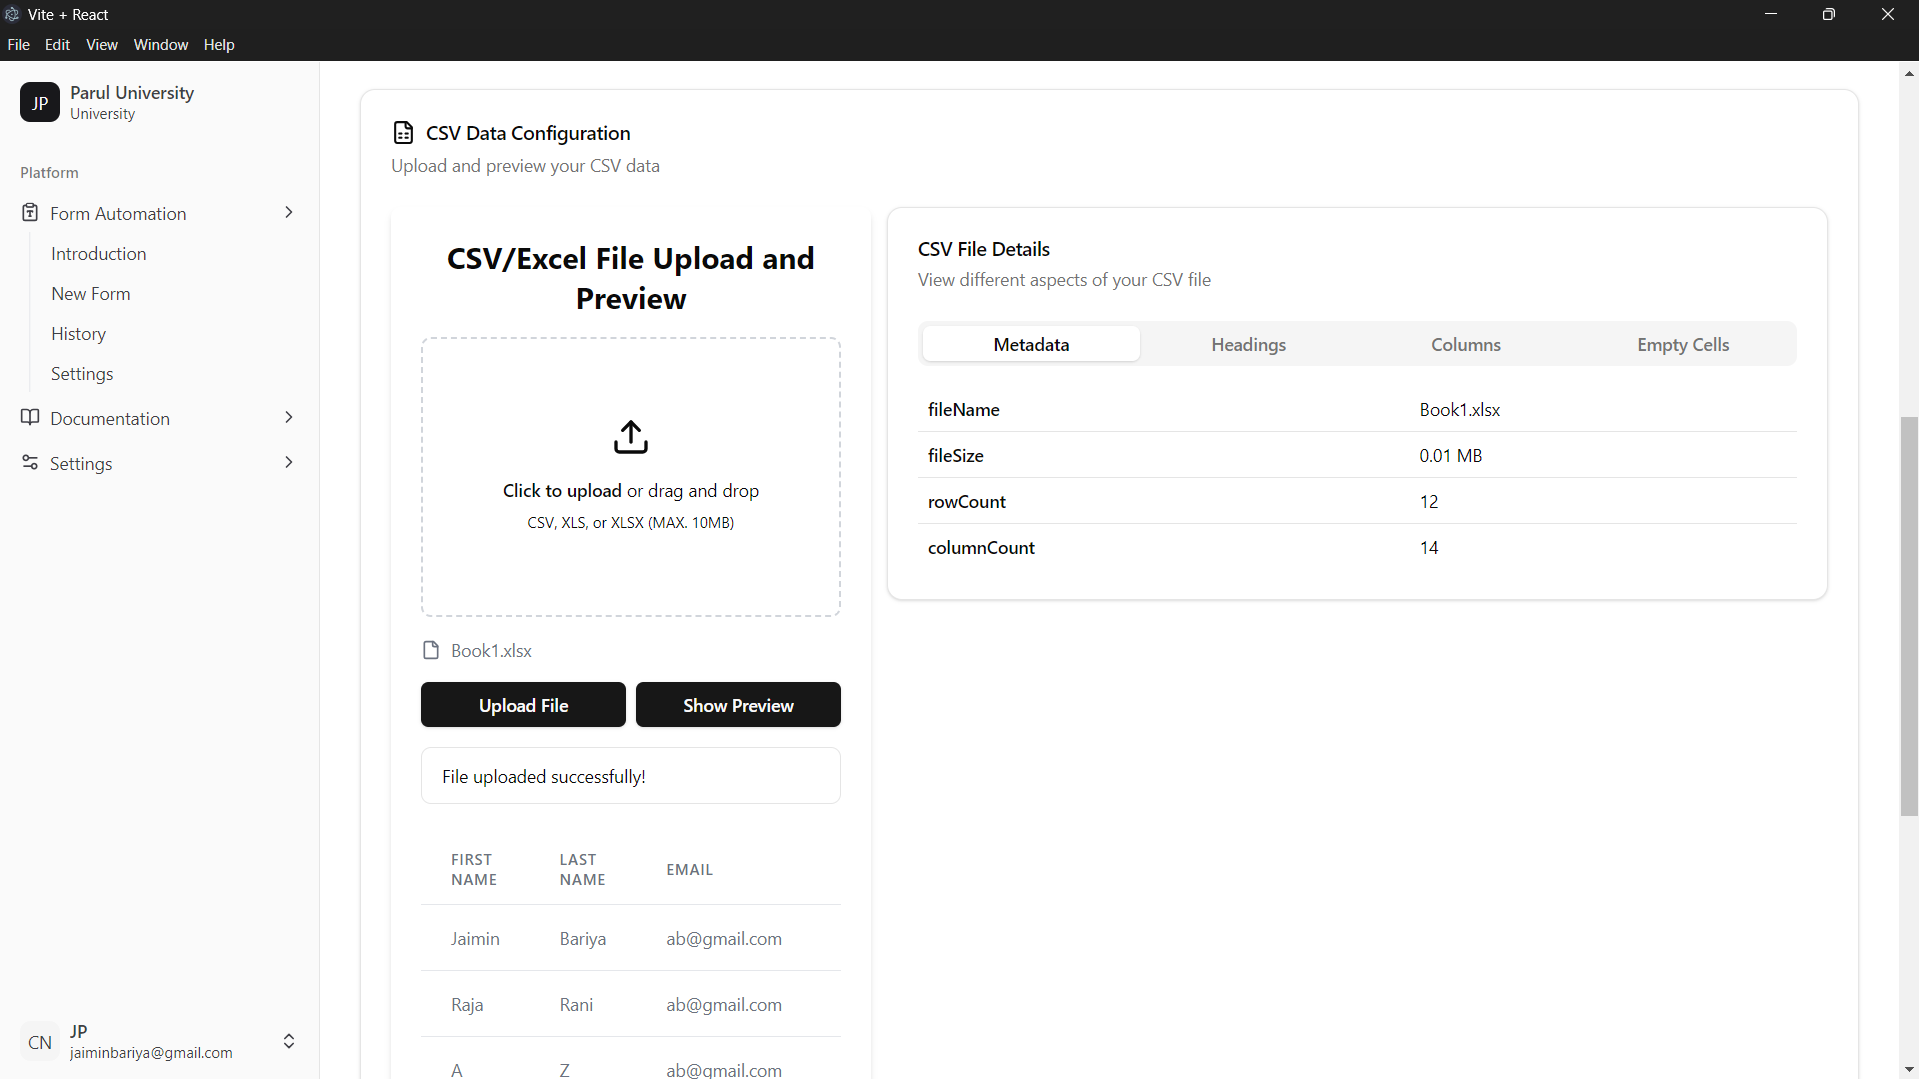 Vite + React
File Edit View Window Help
JP
Parul University
University
Platform
Form Automation
Introduction
New Form
History
Settings
Documentation
Settings
CN
JP
jaiminbariya@gmail.com
CSV Data Configuration
Upload and preview your CSV data
CSV/Excel File Upload and
Preview
Click to upload or drag and drop
CSV, XLS, or XLSX (MAX. 10MB)
Book1.xlsx
Upload File Show Preview
File uploaded successfully!
FIRST NAME LAST NAME EMAIL
Jaimin Bariya ab@gmail.com
Raja Rani ab@gmail.com
A Z ab@gmail.com
CSV File Details
View different aspects of your CSV file
Metadata Headings Columns Empty Cells
fileName Book1.xlsx
fileSize 0.01 MB
rowCount 12
columnCount 14